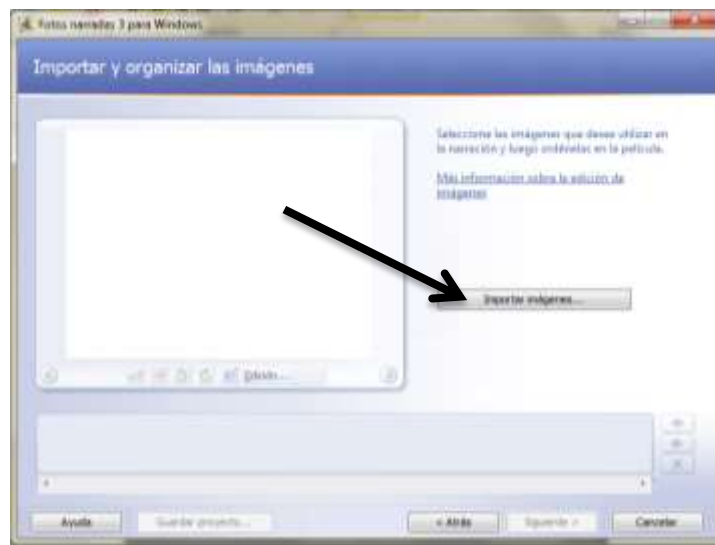 Fotos narradas 3 para Windows
Importar y organizar las imágenes
Seleccione las imágenes que desea utilizar en
la narración y luego ordénelas en la película.
Más información sobre la edición de
imágenes
Importar imágenes...
Edición...
Ayuda
Guardar proyecto...
< Atrás
Siguiente >
Cancelar